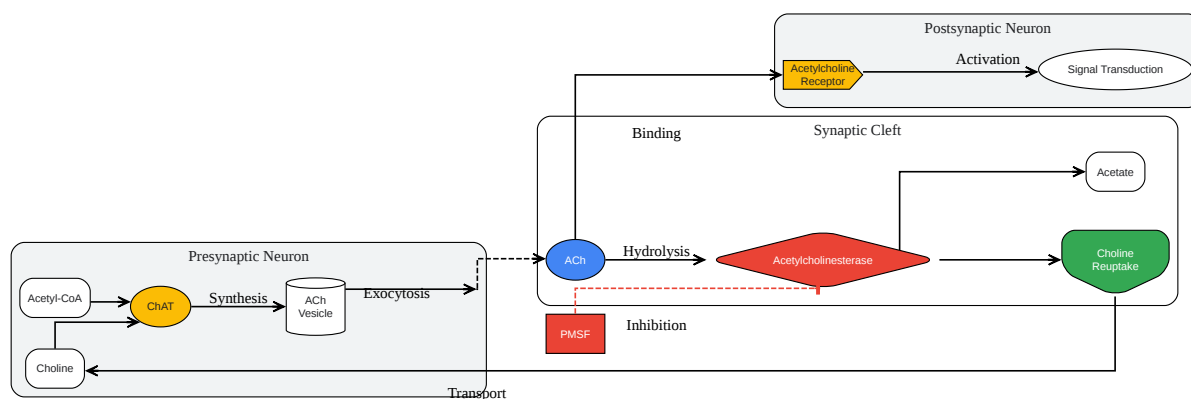 Postsynaptic Neuron
Acetylcholine
Receptor
Activation
Signal Transduction
Binding
Synaptic Cleft
Acetate
Presynaptic Neuron
ACh
Hydrolysis
Acetylcholinesterase
Choline
Reuptake
Acetyl-CoA
ChAT
Synthesis
ACh
Vesicle
Exocytosis
PMSF
Inhibition
Choline
Transport